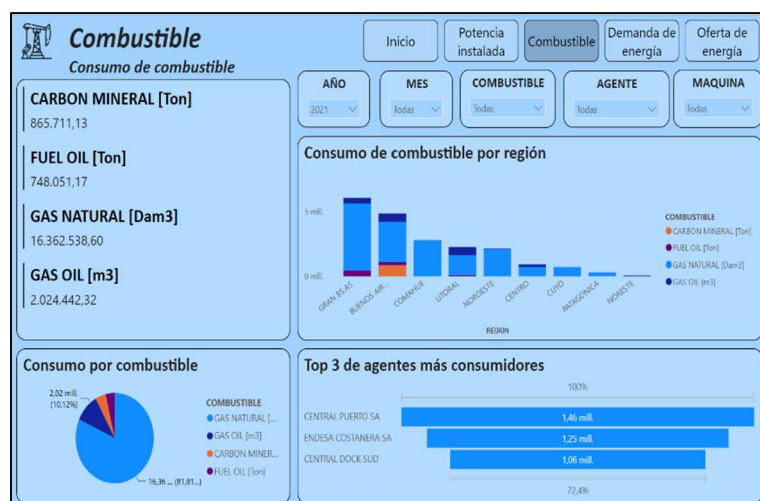 Combustible
Consumo de combustible
Inicio
Potencia
instalada
Combustible
Demanda de
energía
Oferta de
energía
AÑO
2021
MES
Todas
COMBUSTIBLE
Todas
AGENTE
Todas
MAQUINA
Todas
CARBON MINERAL [Ton]
865.711,13
FUEL OIL [Ton]
748.051,17
GAS NATURAL [Dam3]
16.362.538,60
GAS OIL [m3]
2.024.442,32
Consumo de combustible por región
5 mill.
0 mill.
GRAN BS.AS.
BUENOS AIR...
COMAHUE
LITORAL
NOROESTE
CENTRO
CUYO
PATAGONICA
NORESTE
REGION
COMBUSTIBLE
CARBON MINERAL [Ton]
FUEL OIL [Ton]
GAS NATURAL [Dam3]
GAS OIL [m3]
Consumo por combustible
2,02 mill.
(10,12%)
16,36 ... (81,81...)
COMBUSTIBLE
GAS NATURAL [...
GAS OIL [m3]
CARBON MINER...
FUEL OIL [Ton]
Top 3 de agentes más consumidores
100%
CENTRAL PUERTO SA
1,46 mill.
ENDESA COSTANERA SA
1,25 mill.
CENTRAL DOCK SUD
1,06 mill.
72,4%